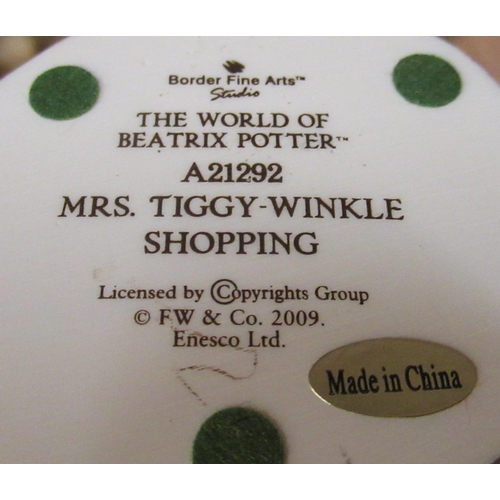 Border Fine Arts™
Studio
THE WORLD OF
BEATRIX POTTER™
A21292
MRS. TIGGY-WINKLE
SHOPPING
Licensed by ©opyrights Group
© F.W & Co. 2009.
Enesco Ltd.
Made in China